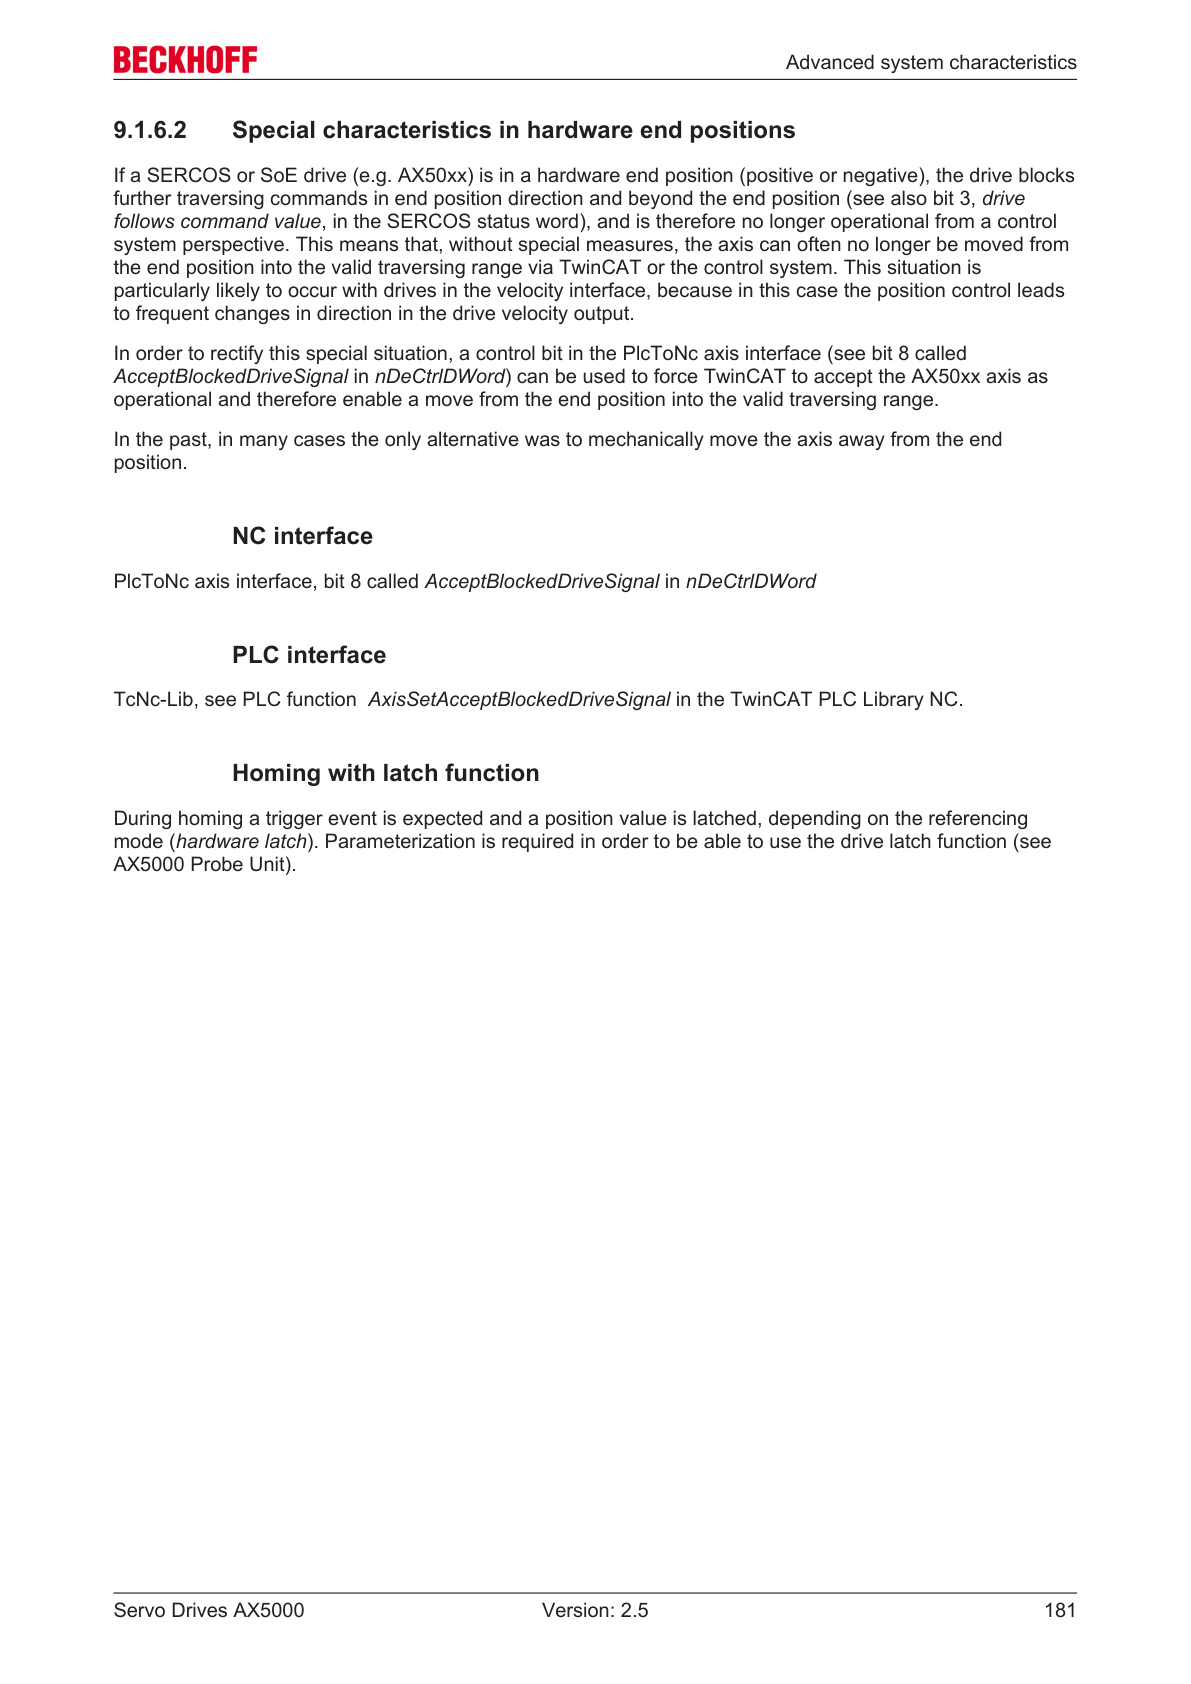 BECKHOFF
Advanced system characteristics
9.1.6.2 Special characteristics in hardware end positions
If a SERCOS or SoE drive (e.g. AX50xx) is in a hardware end position (positive or negative), the drive blocks
further traversing commands in end position direction and beyond the end position (see also bit 3, drive
follows command value, in the SERCOS status word), and is therefore no longer operational from a control
system perspective. This means that, without special measures, the axis can often no longer be moved from
the end position into the valid traversing range via TwinCAT or the control system. This situation is
particularly likely to occur with drives in the velocity interface, because in this case the position control leads
to frequent changes in direction in the drive velocity output.
In order to rectify this special situation, a control bit in the PlcToNc axis interface (see bit 8 called
AcceptBlockedDriveSignal in nDeCtrlDWord) can be used to force TwinCAT to accept the AX50xx axis as
operational and therefore enable a move from the end position into the valid traversing range.
In the past, in many cases the only alternative was to mechanically move the axis away from the end
position.
NC interface
PlcToNc axis interface, bit 8 called AcceptBlockedDriveSignal in nDeCtrlDWord
PLC interface
TcNc-Lib, see PLC function AxisSetAcceptBlockedDriveSignal in the TwinCAT PLC Library NC.
Homing with latch function
During homing a trigger event is expected and a position value is latched, depending on the referencing
mode (hardware latch). Parameterization is required in order to be able to use the drive latch function (see
AX5000 Probe Unit).
Servo Drives AX5000 Version: 2.5 181